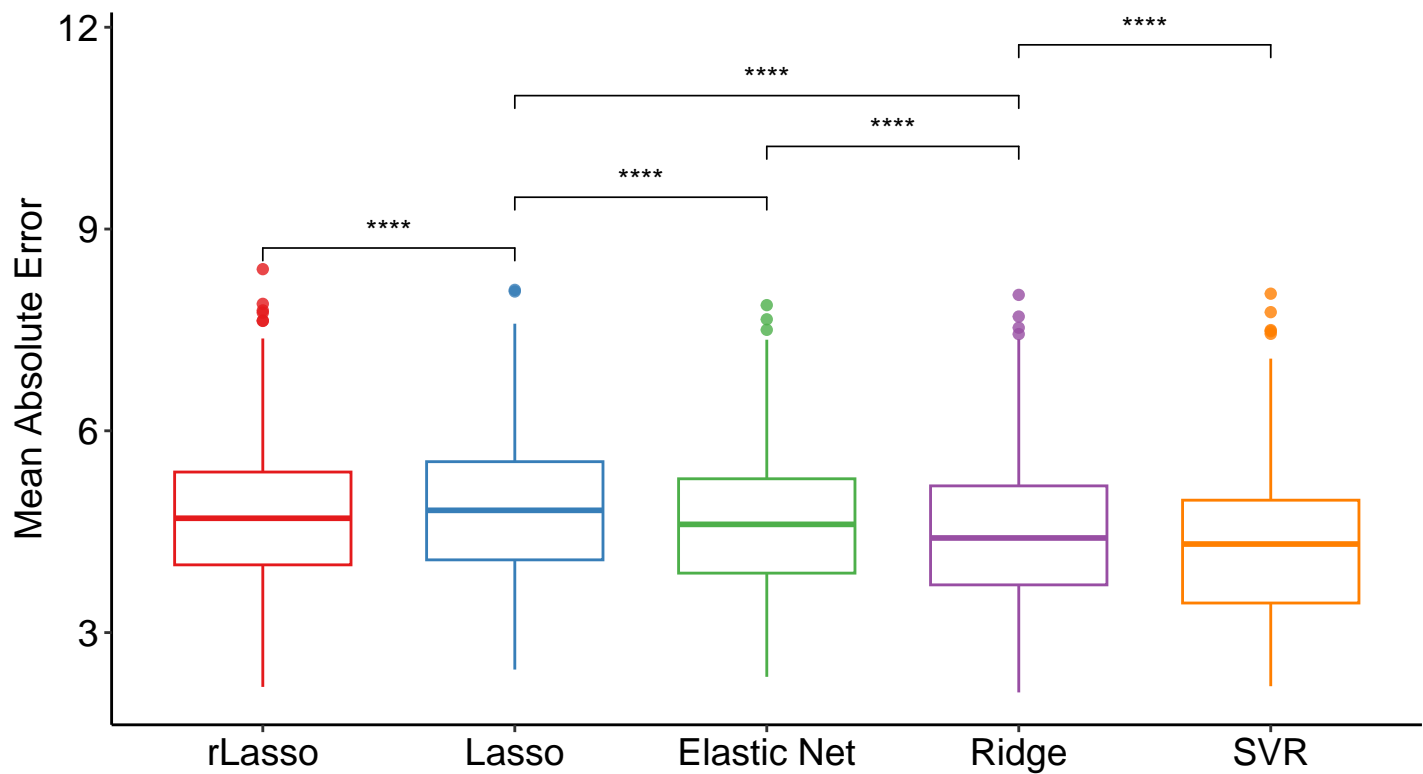 12
****
****
****
****
9
****
Mean Absolute Error
6
3
rLasso
Lasso
Elastic Net
Ridge
SVR